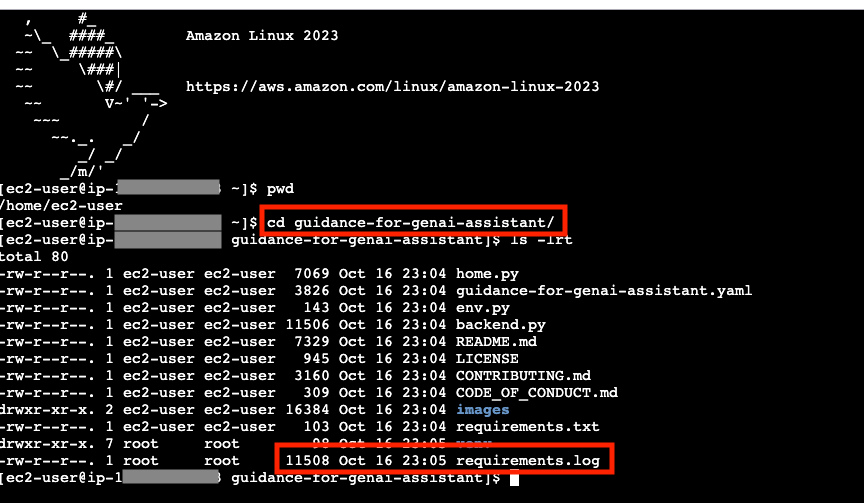 Amazon Linux 2023
https://aws.amazon.com/linux/amazon-linux-2023
[ec2-user@ip- ~]$ pwd
/home/ec2-user
[ec2-user@ip- ~]$ cd guidance-for-genai-assistant/
[ec2-user@ip- guidance-for-genai-assistant]$ ls -lrt
total 80
-rw-r--r--. 1 ec2-user ec2-user 7069 Oct 16 23:04 home.py
-rw-r--r--. 1 ec2-user ec2-user 3826 Oct 16 23:04 guidance-for-genai-assistant.yaml
-rw-r--r--. 1 ec2-user ec2-user 143 Oct 16 23:04 env.py
-rw-r--r--. 1 ec2-user ec2-user 11506 Oct 16 23:04 backend.py
-rw-r--r--. 1 ec2-user ec2-user 7329 Oct 16 23:04 README.md
-rw-r--r--. 1 ec2-user ec2-user 945 Oct 16 23:04 LICENSE
-rw-r--r--. 1 ec2-user ec2-user 3160 Oct 16 23:04 CONTRIBUTING.md
-rw-r--r--. 1 ec2-user ec2-user 309 Oct 16 23:04 CODE_OF_CONDUCT.md
drwxr-xr-x. 2 ec2-user ec2-user 16384 Oct 16 23:04 images
-rw-r--r--. 1 ec2-user ec2-user 103 Oct 16 23:04 requirements.txt
drwxr-xr-x. 7 root root 98 Oct 16 23:05 venv
-rw-r--r--. 1 root root 11508 Oct 16 23:05 requirements.log
[ec2-user@ip-1 guidance-for-genai-assistant]$